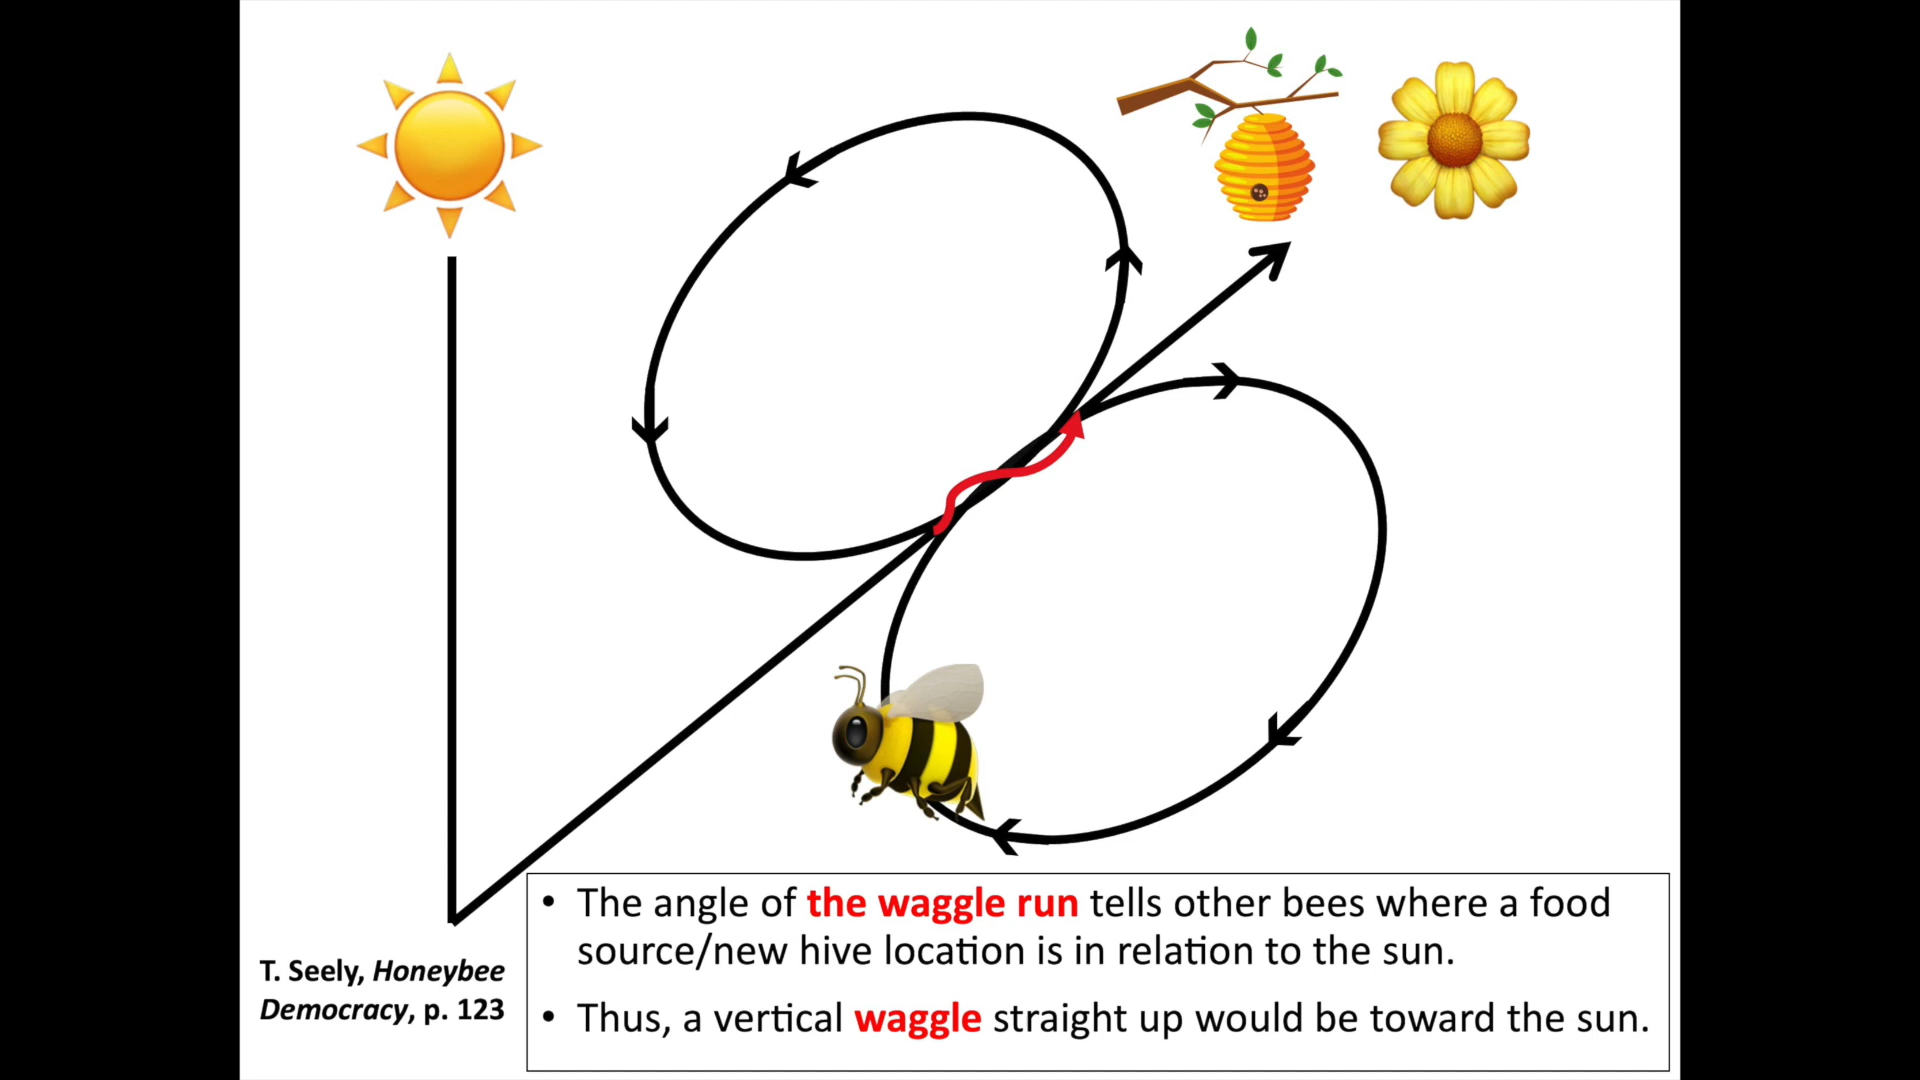 • The angle of the waggle run tells other bees where a food
source/new hive location is in relation to the sun.
• Thus, a vertical waggle straight up would be toward the sun.
T. Seely, Honeybee
Democracy, p. 123